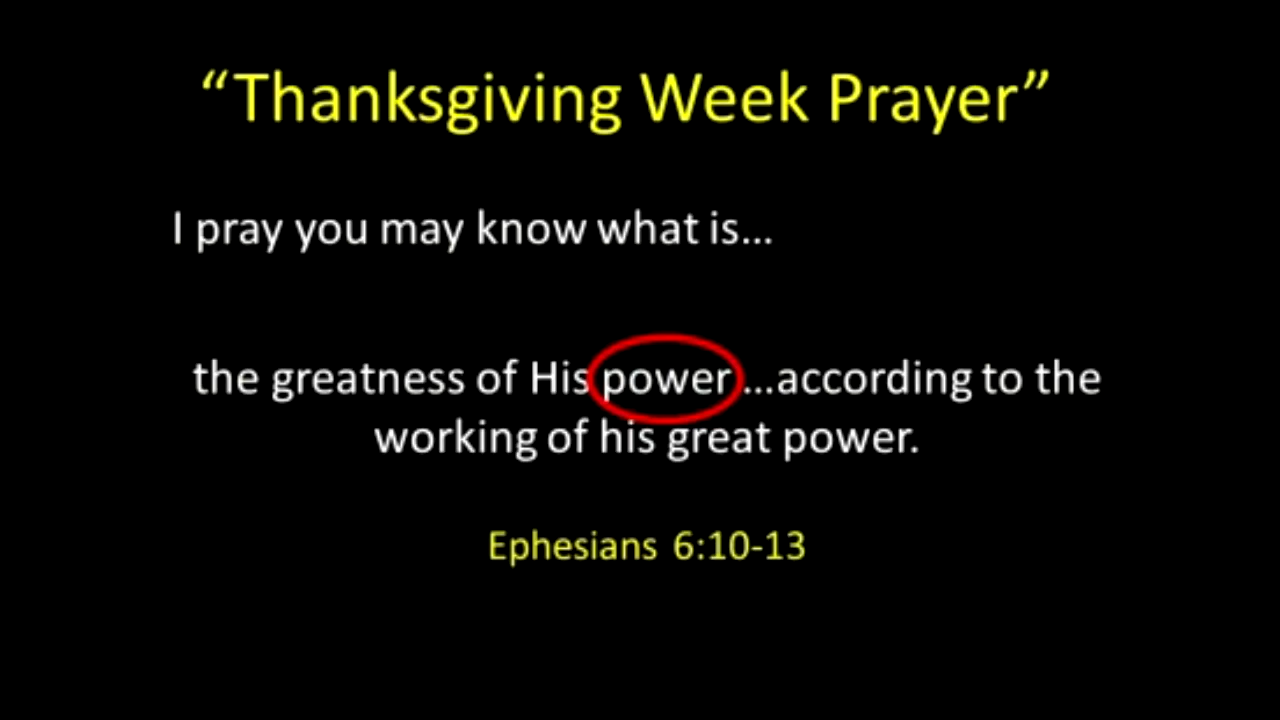 “Thanksgiving Week Prayer”
I pray you may know what is...
the greatness of His power ...according to the
working of his great power.
Ephesians 6:10-13